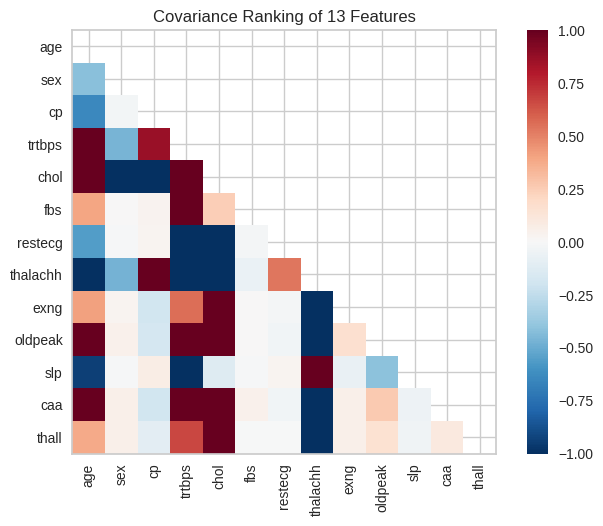 Covariance Ranking of 13 Features
age
sex
cp
trtbps
chol
fbs
restecg
thalachh
exng
oldpeak
slp
caa
thall
age
sex
cp
trtbps
chol
fbs
restecg
thalachh
exng
oldpeak
slp
caa
thall
1.00
0.75
0.50
0.25
0.00
−0.25
−0.50
−0.75
−1.00